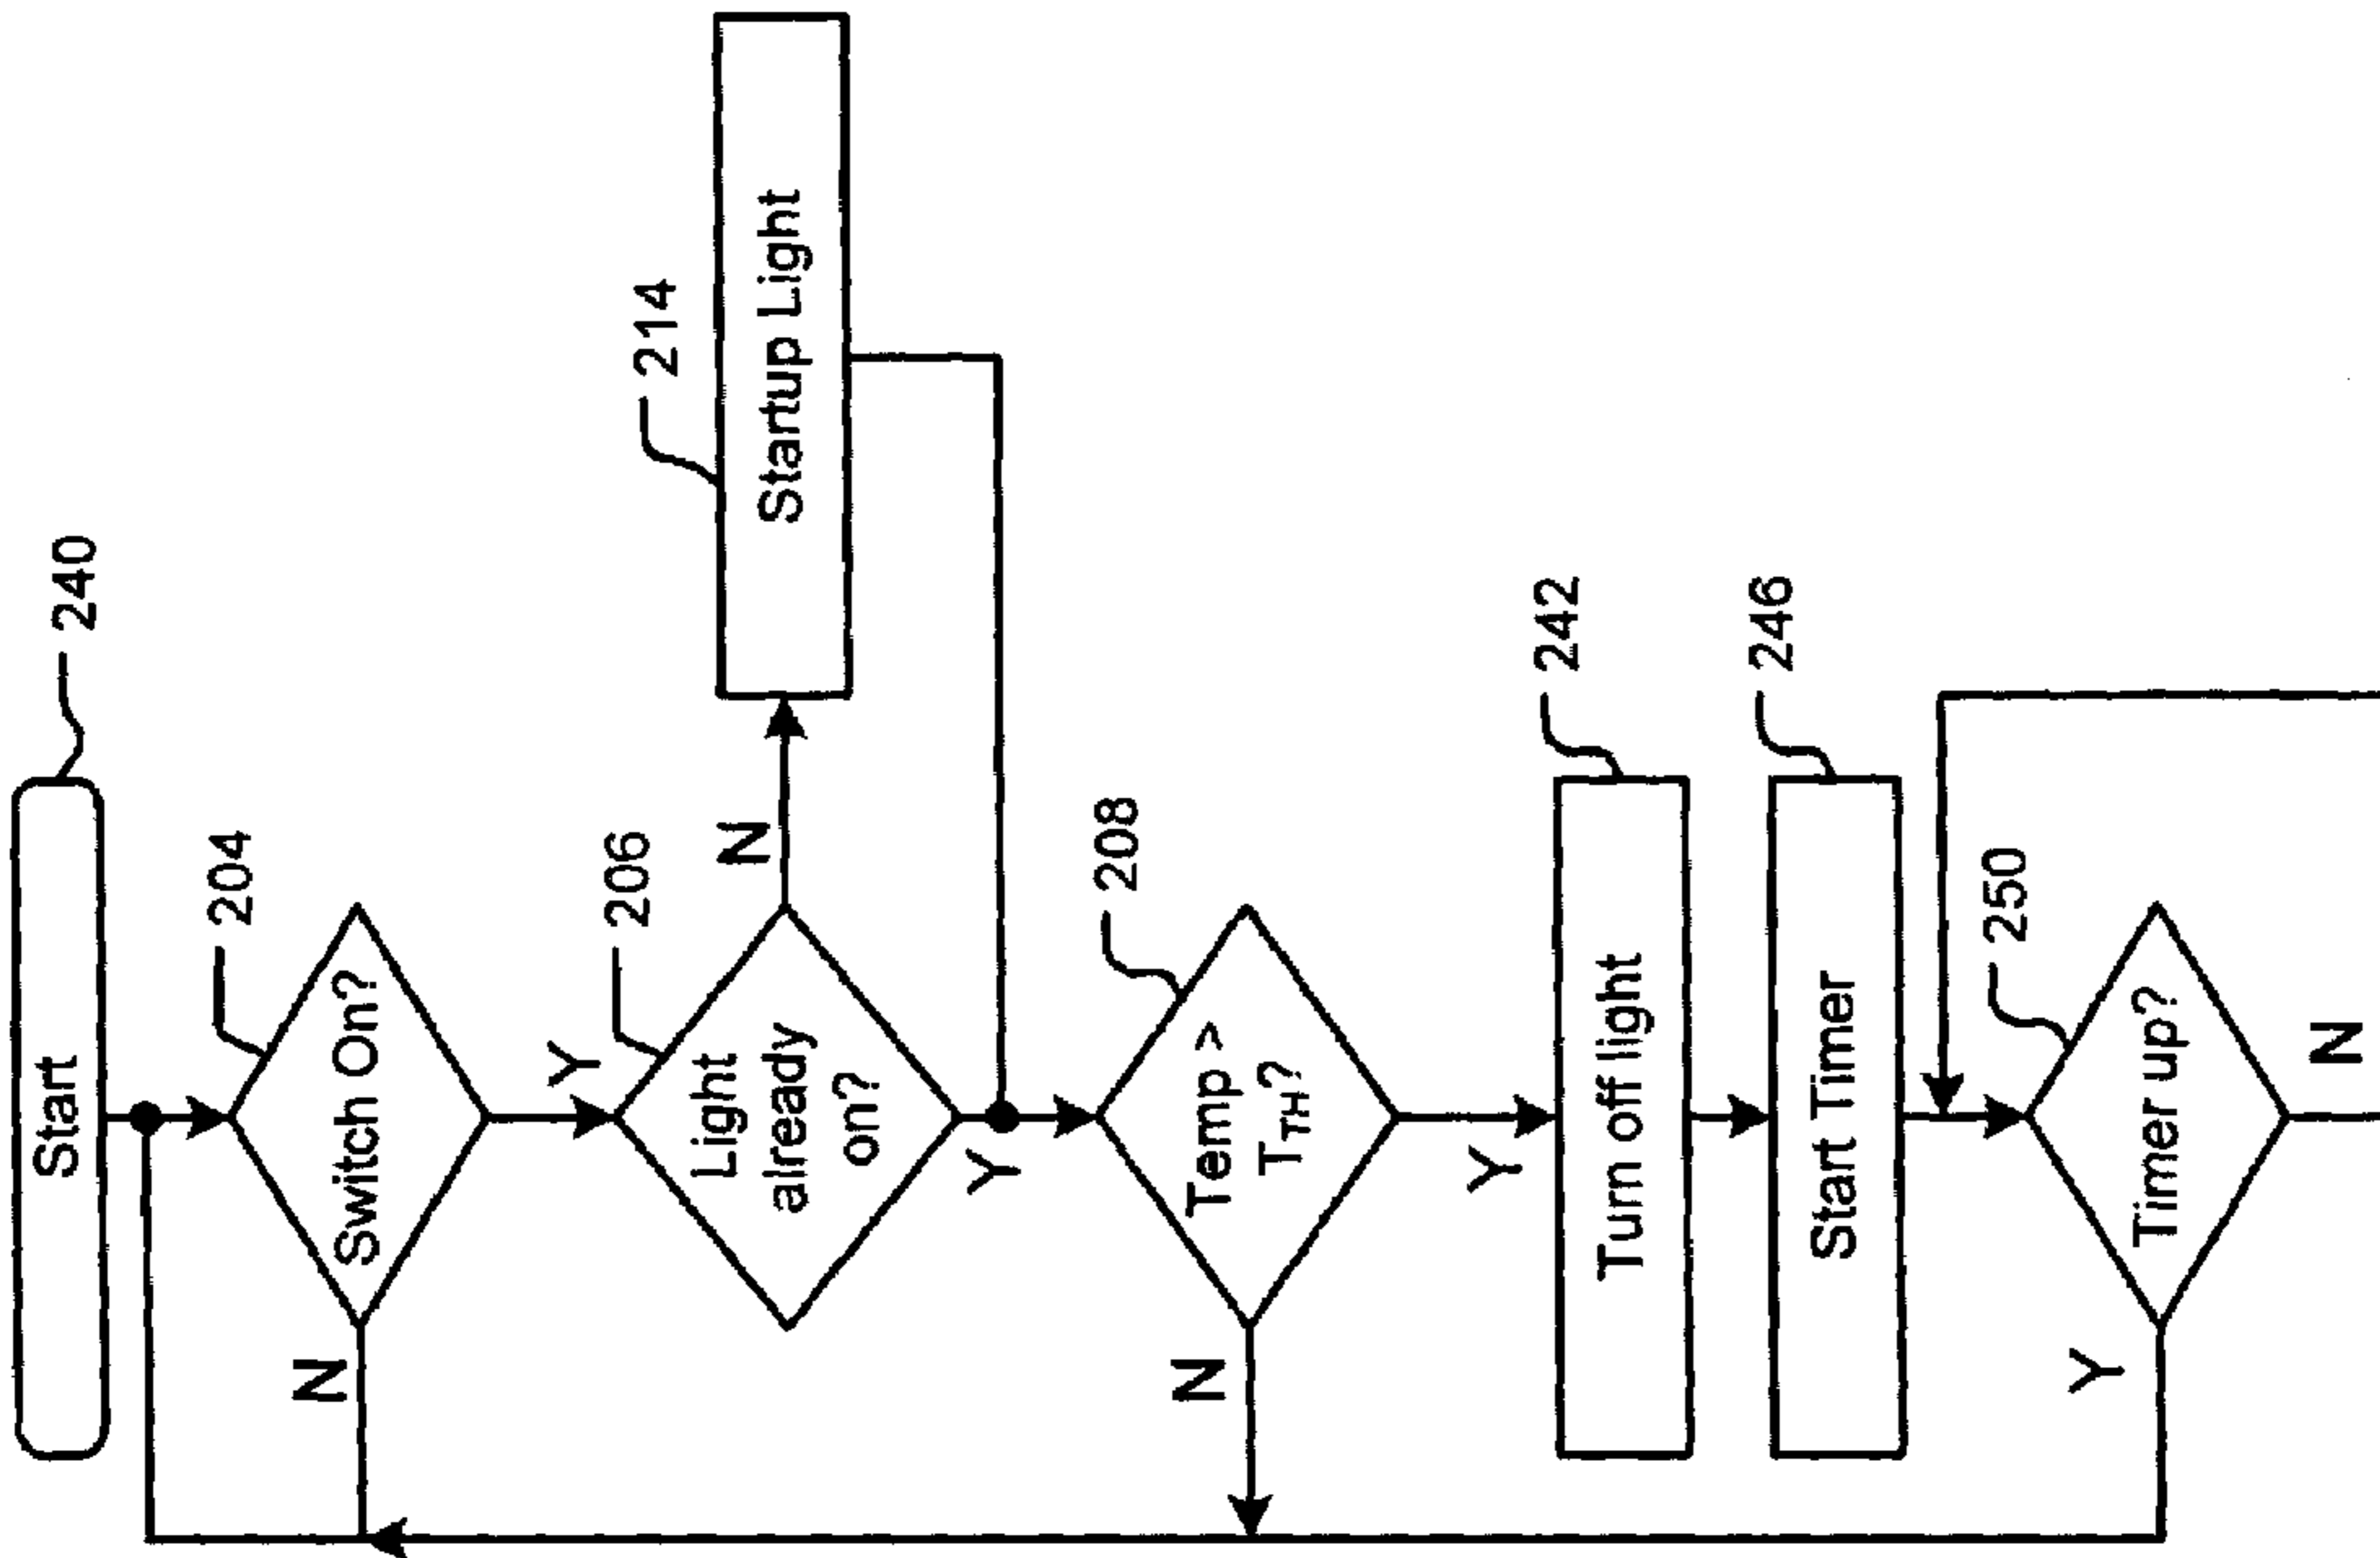 Start
240
Switch On?
204
N
Y
Light
already
on?
206
N
Startup Light
214
Y
Temp >
TTH?
208
N
Y
Turn off light
242
Start Timer
246
Timer up?
250
Y
N